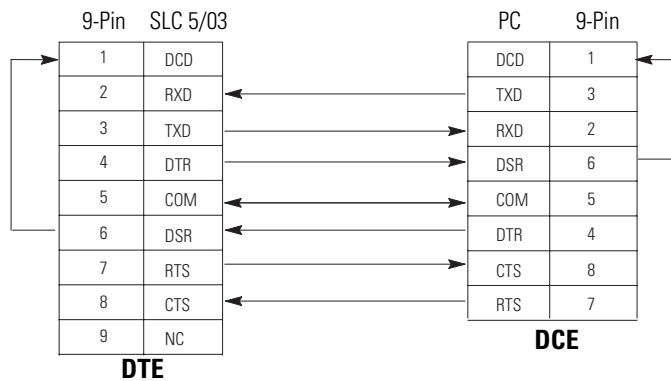 9-Pin SLC 5/03 PC 9-Pin
1 DCD DCD 1
2 RXD TXD 3
3 TXD RXD 2
4 DTR DSR 6
5 COM COM 5
6 DSR DTR 4
7 RTS CTS 8
8 CTS RTS 7
9 NC
DTE DCE